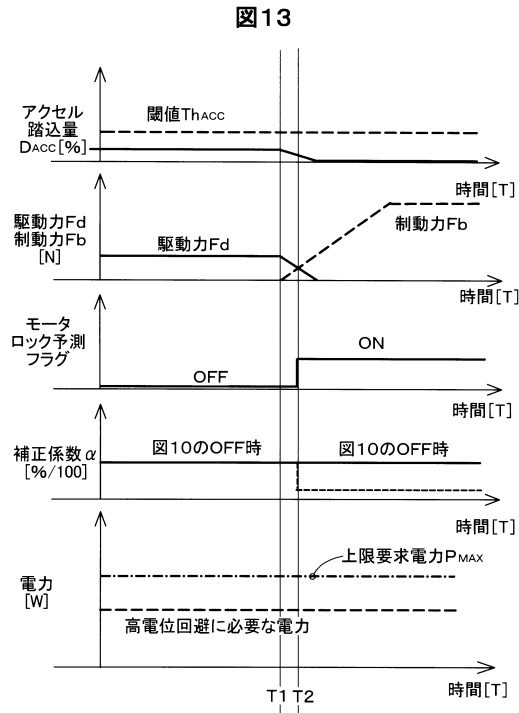 図13
アクセル
踏込量
DACC[%]
閾値ThACC
時間[T]
駆動力Fd
制動力Fb
[N]
駆動力Fd
制動力Fb
時間[T]
モータ
ロック予測
フラグ
OFF
ON
時間[T]
補正係数α
[%/100]
図10のOFF時
図10のOFF時
時間[T]
電力
[W]
上限要求電力PMAX
高電位回避に必要な電力
T1
T2
時間[T]